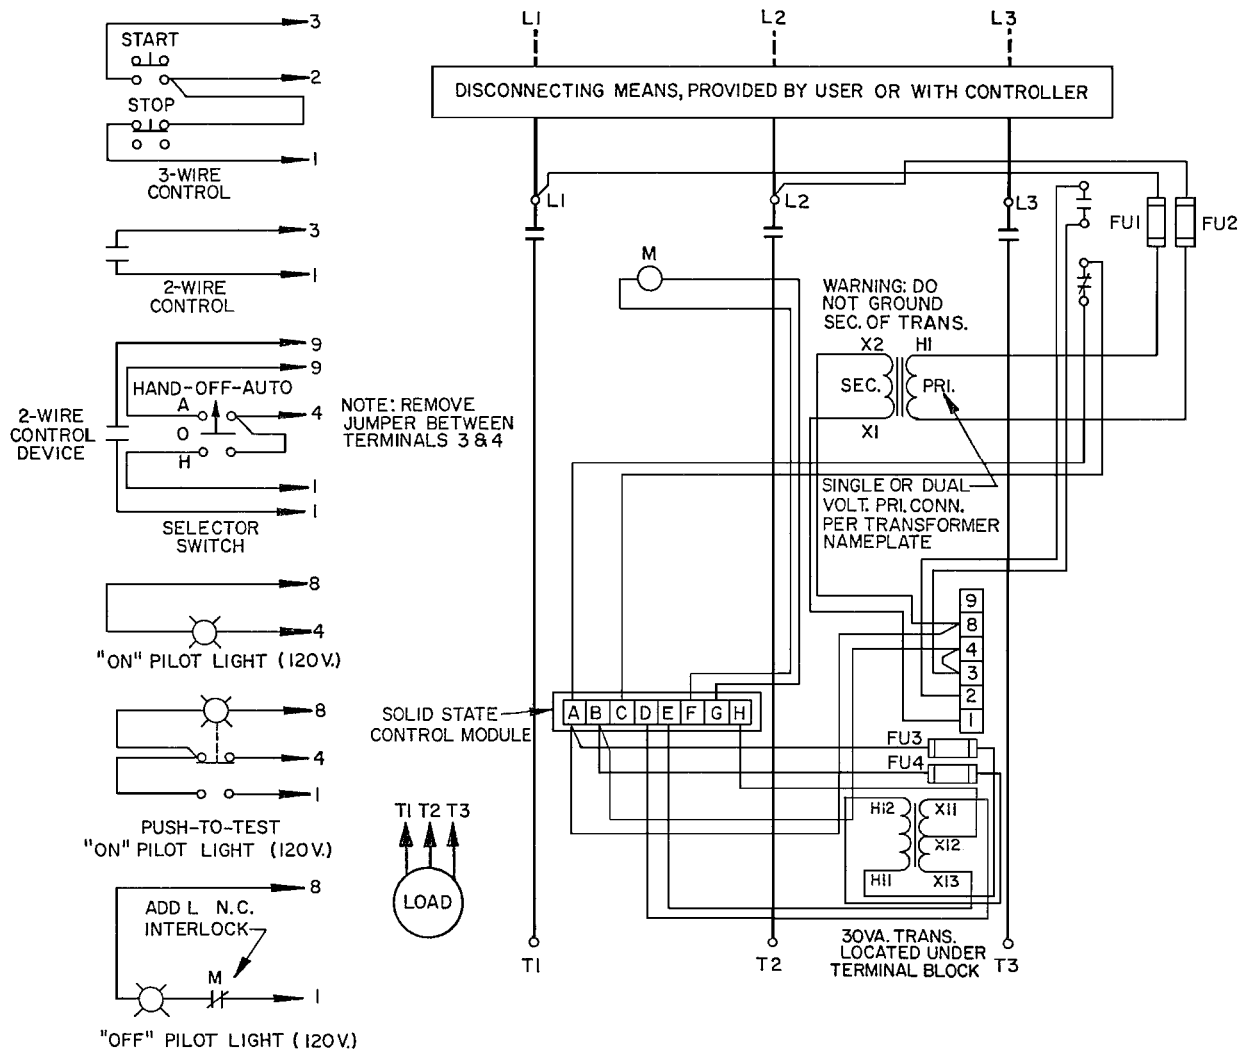 3
START
2
STOP
1
3-WIRE
CONTROL
3
1
2-WIRE
CONTROL
9
9
HAND-OFF-AUTO
A
4
O
H
2-WIRE
CONTROL
DEVICE
1
1
SELECTOR
SWITCH
NOTE: REMOVE
JUMPER BETWEEN
TERMINALS 3 & 4
8
4
"ON" PILOT LIGHT (120V.)
8
4
1
PUSH-TO-TEST
"ON" PILOT LIGHT (120V.)
8
ADD L N.C.
INTERLOCK
M
1
"OFF" PILOT LIGHT (120V.)
L1 L2 L3
DISCONNECTING MEANS, PROVIDED BY USER OR WITH CONTROLLER
L1 L2 L3
FU1 FU2
M
WARNING: DO
NOT GROUND
SEC. OF TRANS.
X2 H1
SEC. PRI.
X1
SINGLE OR DUAL
VOLT. PRI. CONN.
PER TRANSFORMER
NAMEPLATE
9
8
4
3
2
1
SOLID STATE
CONTROL MODULE
A B C D E F G H
FU3
FU4
H12 X11
X12
H11 X13
T1 T2 T3
LOAD
30VA. TRANS.
LOCATED UNDER
TERMINAL BLOCK
T1 T2 T3